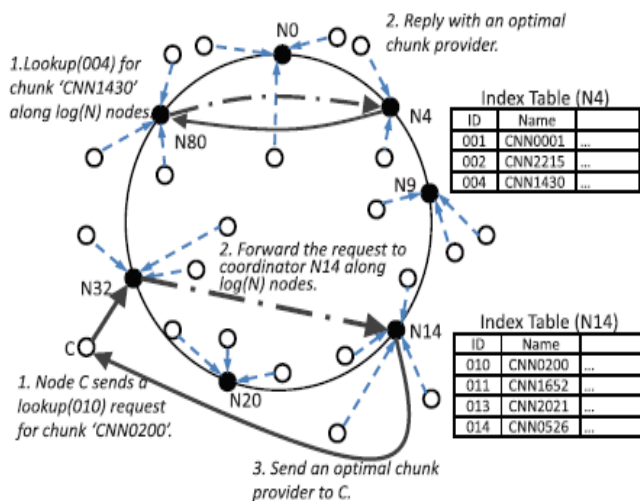 N0
2. Reply with an optimal
chunk provider.
1.Lookup(004) for
chunk 'CNN1430'
along log(N) nodes.
N80
N4
Index Table (N4)
ID Name
001 CNN0001 ...
002 CNN2215 ...
004 CNN1430 ...
N9
2. Forward the request to
coordinator N14 along
log(N) nodes.
N32
N14
Index Table (N14)
ID Name
010 CNN0200 ...
011 CNN1652 ...
013 CNN2021 ...
014 CNN0526 ...
C
N20
1. Node C sends a
lookup(010) request
for chunk 'CNN0200'.
3. Send an optimal chunk
provider to C.